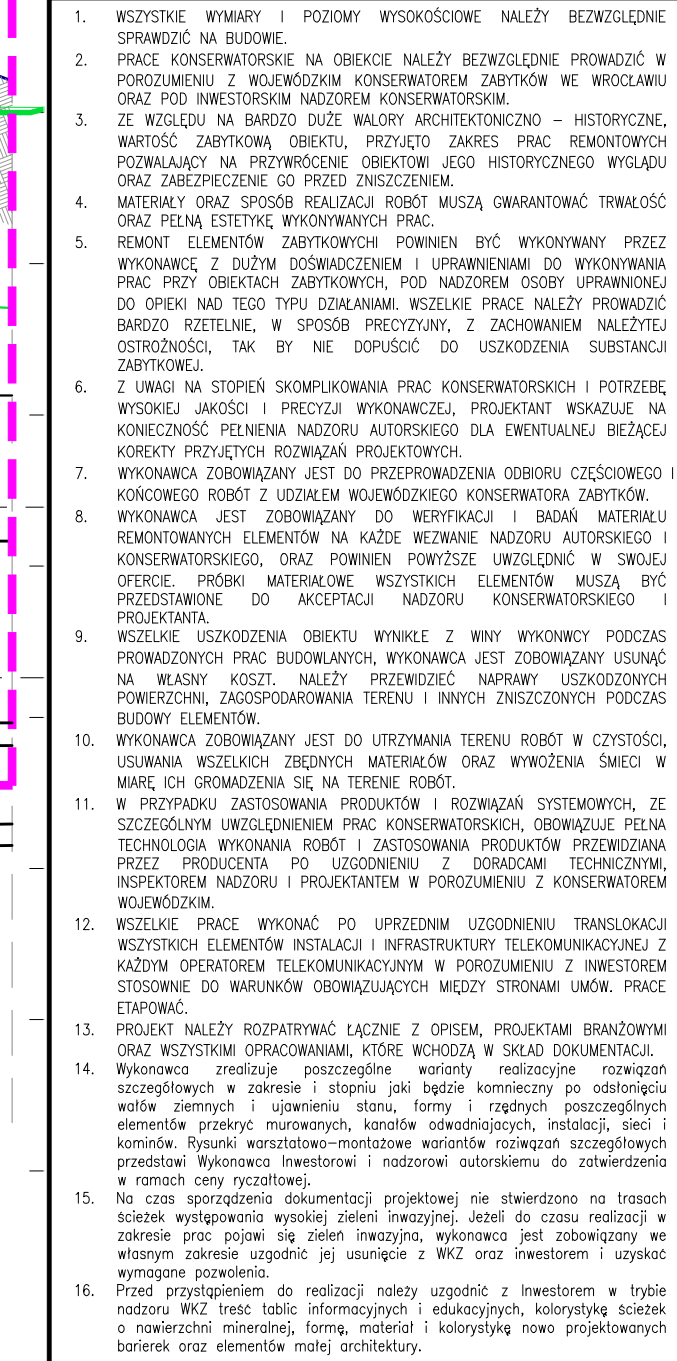 1. WSZYSTKIE WYMIARY I POZIOMY WYSOKOŚCIOWE NALEŻY BEZWZGLĘDNIE
SPRAWDZIĆ NA BUDOWIE.
2. PRACE KONSERWATORSKIE NA OBIEKCIE NALEŻY BEZWZGLĘDNIE PROWADZIĆ W
POROZUMIENIU Z WOJEWÓDZKIM KONSERWATOREM ZABYTKÓW WE WROCŁAWIU
ORAZ POD INWESTORSKIM NADZOREM KONSERWATORSKIM.
3. ZE WZGLĘDU NA BARDZO DUŻE WALORY ARCHITEKTONICZNO – HISTORYCZNE,
WARTOŚĆ ZABYTKOWĄ OBIEKTU, PRZYJĘTO ZAKRES PRAC REMONTOWYCH
POZWALAJĄCY NA PRZYWRÓCENIE OBIEKTOWI JEGO HISTORYCZNEGO WYGLĄDU
ORAZ ZABEZPIECZENIE GO PRZED ZNISZCZENIEM.
4. MATERIAŁY ORAZ SPOSÓB REALIZACJI ROBÓT MUSZĄ GWARANTOWAĆ TRWAŁOŚĆ
ORAZ PEŁNĄ ESTETYKĘ WYKONYWANYCH PRAC.
5. REMONT ELEMENTÓW ZABYTKOWYCHI POWINIEN BYĆ WYKONYWANY PRZEZ
WYKONAWCĘ Z DUŻYM DOŚWIADCZENIEM I UPRAWNIENIAMI DO WYKONYWANIA
PRAC PRZY OBIEKTACH ZABYTKOWYCH, POD NADZOREM OSOBY UPRAWNIONEJ
DO OPIEKI NAD TEGO TYPU DZIAŁANIAMI. WSZELKIE PRACE NALEŻY PROWADZIĆ
BARDZO RZETELNIE, W SPOSÓB PRECYZYJNY, Z ZACHOWANIEM NALEŻYTEJ
OSTROŻNOŚCI, TAK BY NIE DOPUŚCIĆ DO USZKODZENIA SUBSTANCJI
ZABYTKOWEJ.
6. Z UWAGI NA STOPIEŃ SKOMPLIKOWANIA PRAC KONSERWATORSKICH I POTRZEBĘ
WYSOKIEJ JAKOŚCI I PRECYZJI WYKONAWCZEJ, PROJEKTANT WSKAZUJE NA
KONIECZNOŚĆ PEŁNIENIA NADZORU AUTORSKIEGO DLA EWENTUALNEJ BIEŻĄCEJ
KOREKTY PRZYJĘTYCH ROZWIĄZAŃ PROJEKTOWYCH.
7. WYKONAWCA ZOBOWIĄZANY JEST DO PRZEPROWADZENIA ODBIORU CZĘŚCIOWEGO I
KOŃCOWEGO ROBÓT Z UDZIAŁEM WOJEWÓDZKIEGO KONSERWATORA ZABYTKÓW.
8. WYKONAWCA JEST ZOBOWIĄZANY DO WERYFIKACJI I BADAŃ MATERIAŁU
REMONTOWANYCH ELEMENTÓW NA KAŻDE WEZWANIE NADZORU AUTORSKIEGO I
KONSERWATORSKIEGO, ORAZ POWINIEN POWYŻSZE UWZGLĘDNIĆ W SWOJEJ
OFERCIE. PRÓBKI MATERIAŁOWE WSZYSTKICH ELEMENTÓW MUSZĄ BYĆ
PRZEDSTAWIONE DO AKCEPTACJI NADZORU KONSERWATORSKIEGO I
PROJEKTANTA.
9. WSZELKIE USZKODZENIA OBIEKTU WYNIKŁE Z WINY WYKONWCY PODCZAS
PROWADZONYCH PRAC BUDOWLANYCH, WYKONAWCA JEST ZOBOWIĄZANY USUNĄĆ
NA WŁASNY KOSZT. NALEŻY PRZEWIDZIEĆ NAPRAWY USZKODZONYCH
POWIERZCHNI, ZAGOSPODAROWANIA TERENU I INNYCH ZNISZCZONYCH PODCZAS
BUDOWY ELEMENTÓW.
10. WYKONAWCA ZOBOWIĄZANY JEST DO UTRZYMANIA TERENU ROBÓT W CZYSTOŚCI,
USUWANIA WSZELKICH ZBĘDNYCH MATERIAŁÓW ORAZ WYWOŻENIA ŚMIECI W
MIARĘ ICH GROMADZENIA SIĘ NA TERENIE ROBÓT.
11. W PRZYPADKU ZASTOSOWANIA PRODUKTÓW I ROZWIĄZAŃ SYSTEMOWYCH, ZE
SZCZEGÓLNYM UWZGLĘDNIENIEM PRAC KONSERWATORSKICH, OBOWIĄZUJE PEŁNA
TECHNOLOGIA WYKONANIA ROBÓT I ZASTOSOWANIA PRODUKTÓW PRZEWIDZIANA
PRZEZ PRODUCENTA PO UZGODNIENIU Z DORADCAMI TECHNICZNYMI,
INSPEKTOREM NADZORU I PROJEKTANTEM W POROZUMIENIU Z KONSERWATOREM
WOJEWÓDZKIM.
12. WSZELKIE PRACE WYKONAĆ PO UPRZEDNIM UZGODNIENIU TRANSLOKACJI
WSZYSTKICH ELEMENTÓW INSTALACJI I INFRASTRUKTURY TELEKOMUNIKACYJNEJ Z
KAŻDYM OPERATOREM TELEKOMUNIKACYJNYM W POROZUMIENIU Z INWESTOREM
STOSOWNIE DO WARUNKÓW OBOWIĄZUJĄCYCH MIĘDZY STRONAMI UMÓW. PRACE
ETAPOWAĆ.
13. PROJEKT NALEŻY ROZPATRYWAĆ ŁĄCZNIE Z OPISEM, PROJEKTAMI BRANŻOWYMI
ORAZ WSZYSTKIMI OPRACOWANIAMI, KTÓRE WCHODZĄ W SKŁAD DOKUMENTACJI.
14. Wykonawca zrealizuje poszczególne warianty realizacyjne rozwiązań
szczegółowych w zakresie i stopniu jaki będzie komnieczny po odsłonięciu
wałów ziemnych i ujawnieniu stanu, formy i rzędnych poszczególnych
elementów przekryć murowanych, kanałów odwadniajacych, instalacji, sieci i
kominów. Rysunki warsztatowo–montażowe wariantów roziwązań szczegółowych
przedstawi Wykonawca Inwestorowi i nadzorowi autorskiemu do zatwierdzenia
w ramach ceny ryczałtowej.
15. Na czas sporządzenia dokumentacji projektowej nie stwierdzono na trasach
ścieżek występowania wysokiej zieleni inwazyjnej. Jeżeli do czasu realizacji w
zakresie prac pojawi się zieleń inwazyjna, wykonawca jest zobowiązany we
własnym zakresie uzgodnić jej usunięcie z WKZ oraz inwestorem i uzyskać
wymagane pozwolenia.
16. Przed przystąpieniem do realizacji należy uzgodnić z Inwestorem w trybie
nadzoru WKZ treść tablic informacyjnych i edukacyjnych, kolorystykę ścieżek
o nawierzchni mineralnej, formę, materiał i kolorystykę nowo projektowanych
barierek oraz elementów małej architektury.